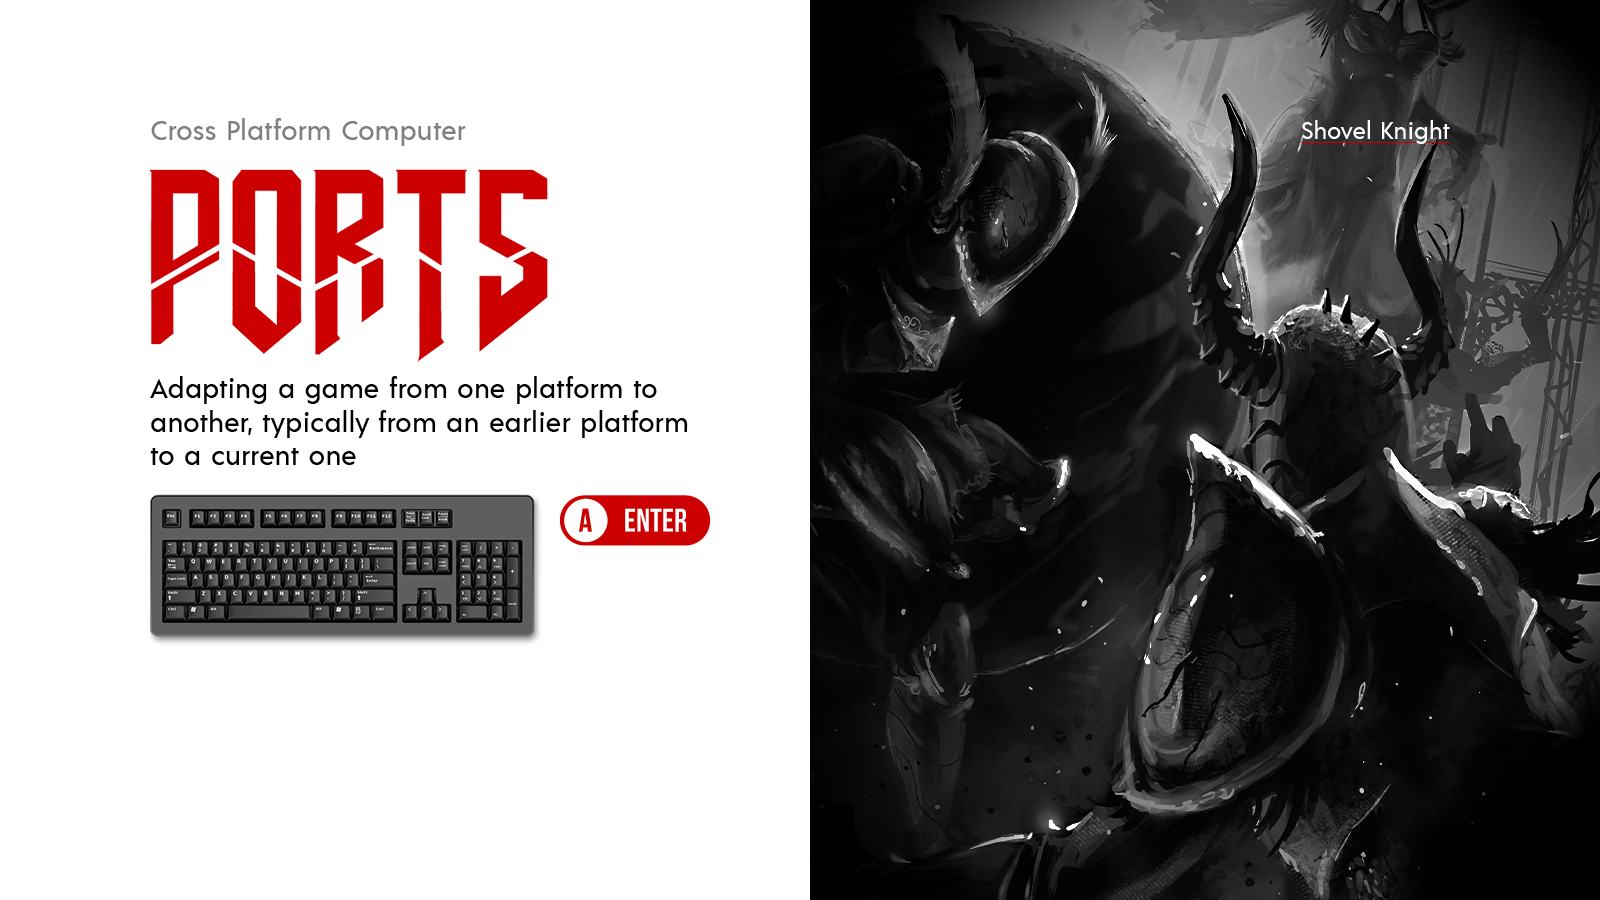 Cross Platform Computer
PORTS
Adapting a game from one platform to
another, typically from an earlier platform
to a current one
A ENTER
Shovel Knight